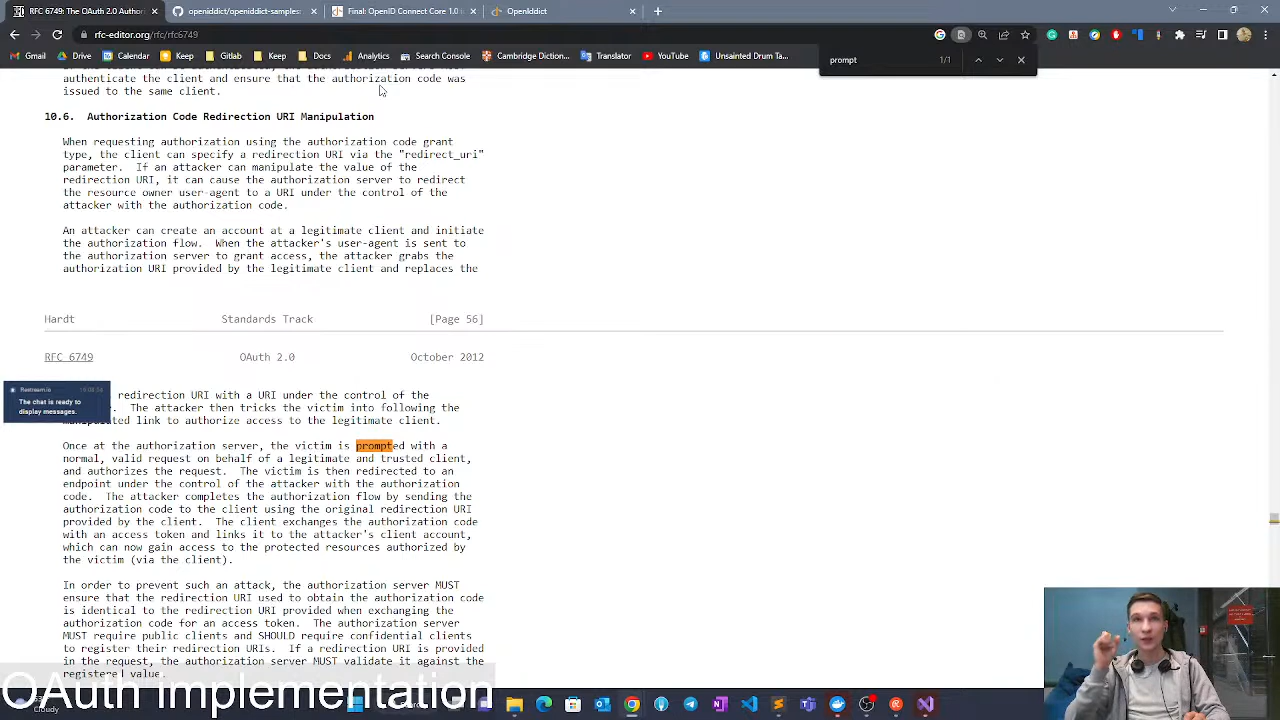 RFC 6749: The OAuth 2.0 Author
openiddict/openiddict-samples:
Final: OpenID Connect Core 1.0 i
OpenIddict
rfc-editor.org/rfc/rfc6749
Gmail
Drive
Calendar
Keep
Gitlab
Keep
Docs
Analytics
Search Console
Cambridge Dictiona...
Translator
YouTube
Unsainted Drum Ta...
prompt
1/1
authenticate the client and ensure that the authorization code was
issued to the same client.
10.6. Authorization Code Redirection URI Manipulation
When requesting authorization using the authorization code grant
type, the client can specify a redirection URI via the "redirect_uri"
parameter. If an attacker can manipulate the value of the
redirection URI, it can cause the authorization server to redirect
the resource owner user-agent to a URI under the control of the
attacker with the authorization code.
An attacker can create an account at a legitimate client and initiate
the authorization flow. When the attacker's user-agent is sent to
the authorization server to grant access, the attacker grabs the
authorization URI provided by the legitimate client and replaces the
Hardt Standards Track [Page 56]
RFC 6749 OAuth 2.0 October 2012
Restream.io
The chat is ready to
display messages.
redirection URI with a URI under the control of the
. The attacker then tricks the victim into following the
manipulated link to authorize access to the legitimate client.
Once at the authorization server, the victim is prompted with a
normal, valid request on behalf of a legitimate and trusted client,
and authorizes the request. The victim is then redirected to an
endpoint under the control of the attacker with the authorization
code. The attacker completes the authorization flow by sending the
authorization code to the client using the original redirection URI
provided by the client. The client exchanges the authorization code
with an access token and links it to the attacker's client account,
which can now gain access to the protected resources authorized by
the victim (via the client).
In order to prevent such an attack, the authorization server MUST
ensure that the redirection URI used to obtain the authorization code
is identical to the redirection URI provided when exchanging the
authorization code for an access token. The authorization server
MUST require public clients and SHOULD require confidential clients
to register their redirection URIs. If a redirection URI is provided
in the request, the authorization server MUST validate it against the
registered value.
OAuth implementation
Cloudy